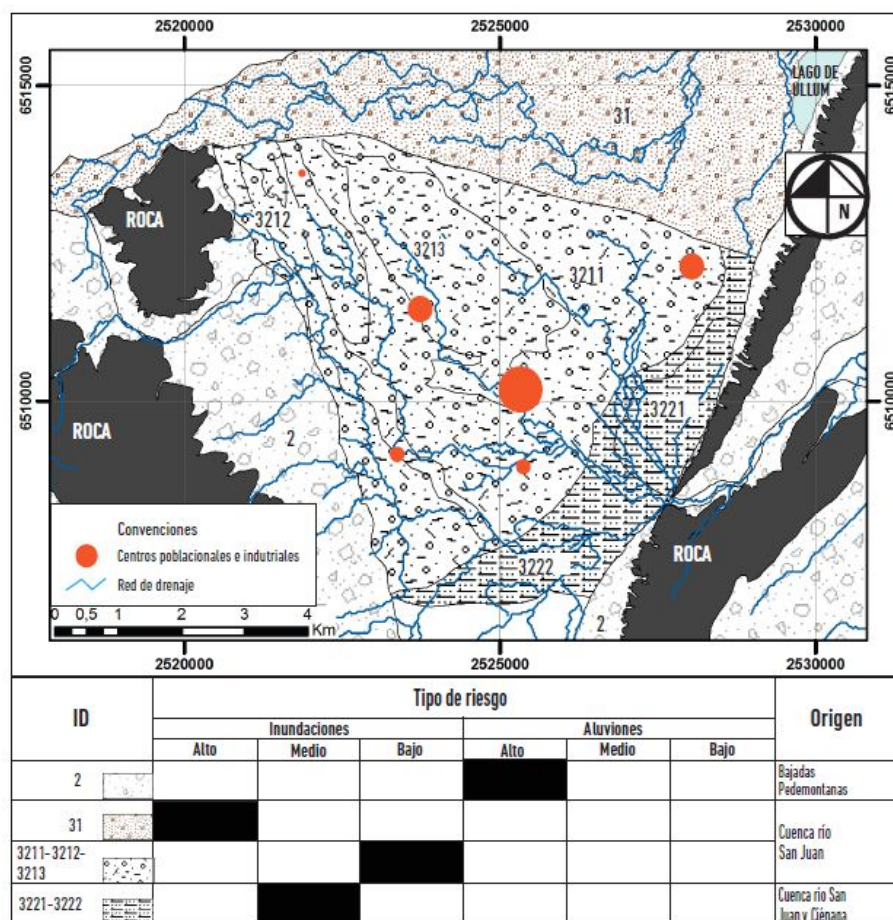 2520000 2525000 2530000
6515000
6515000
LAGO DE
ULLUM
31
ROCA
3212
3213
3211
N
6510000
6510000
3221
ROCA
2
ROCA
3222
2
Convenciones
Centros poblacionales e indutriales
Red de drenaje
0 0,5 1 2 3 4
Km
2520000 2525000 2530000
ID
Tipo de riesgo
Origen
Inundaciones Aluviones
Alto Medio Bajo Alto Medio Bajo
2
Bajadas
Pedemontanas
31
Cuenca río
San Juan
3211-3212-
3213
3221-3222
Cuenca río San
Juan y Ciénana